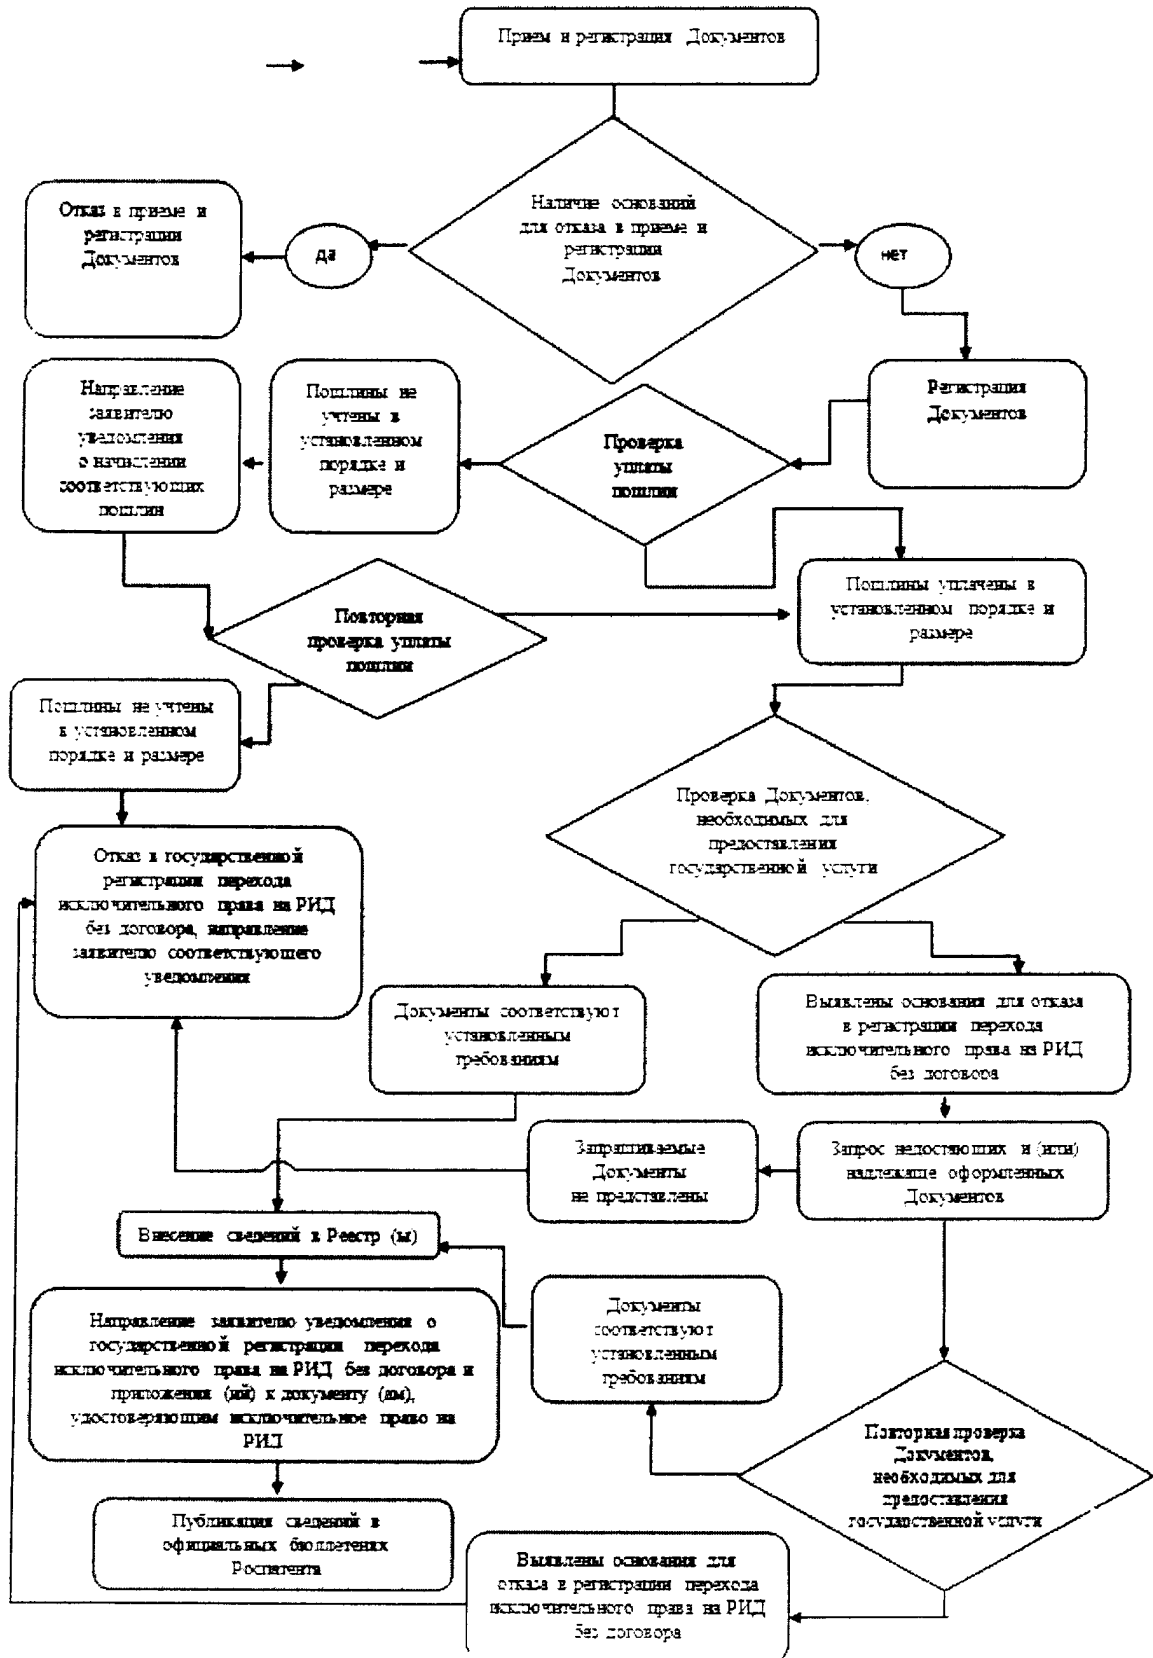 Прием и регистрация Документов
Наличие оснований
для отказа в приеме и
регистрации
Документов
Отказ в приеме и
регистрации
Документов
да
нет
Направление
заявителю
уведомления
о начислении
соответствующих
пошлин
Пошлины не
учтены в
установленном
порядке и
размере
Проверка
уплаты
пошлин
Регистрация
Документов
Пошлины уплачены в
установленном порядке и
размере
Повторная
проверка уплаты
пошлин
Пошлины не учтены
в установленном
порядке и размере
Проверка Документов,
необходимых для
предоставления
государственной услуги
Отказ в государственной
регистрации перехода
исключительного права на РИД
без договора, направление
заявителю соответствующего
уведомления
Документы соответствуют
установленным
требованиям
Выявлены основания для отказа
в регистрации перехода
исключительного права на РИД
без договора
Запрашиваемые
Документы
не представлены
Запрос недостающих и (или)
надлежаще оформленных
Документов
Внесение сведений в Реестр (ы)
Направление заявителю уведомления о
государственной регистрации перехода
исключительного права на РИД без договора и
приложения (ий) к документу (ам),
удостоверяющим исключительное право на
РИД
Документы
соответствуют
установленным
требованиям
Повторная проверка
Документов,
необходимых для
предоставления
государственной услуги
Публикация сведений в
официальных бюллетенях
Роспатента
Выявлены основания для
отказа в регистрации перехода
исключительного права на РИД
без договора